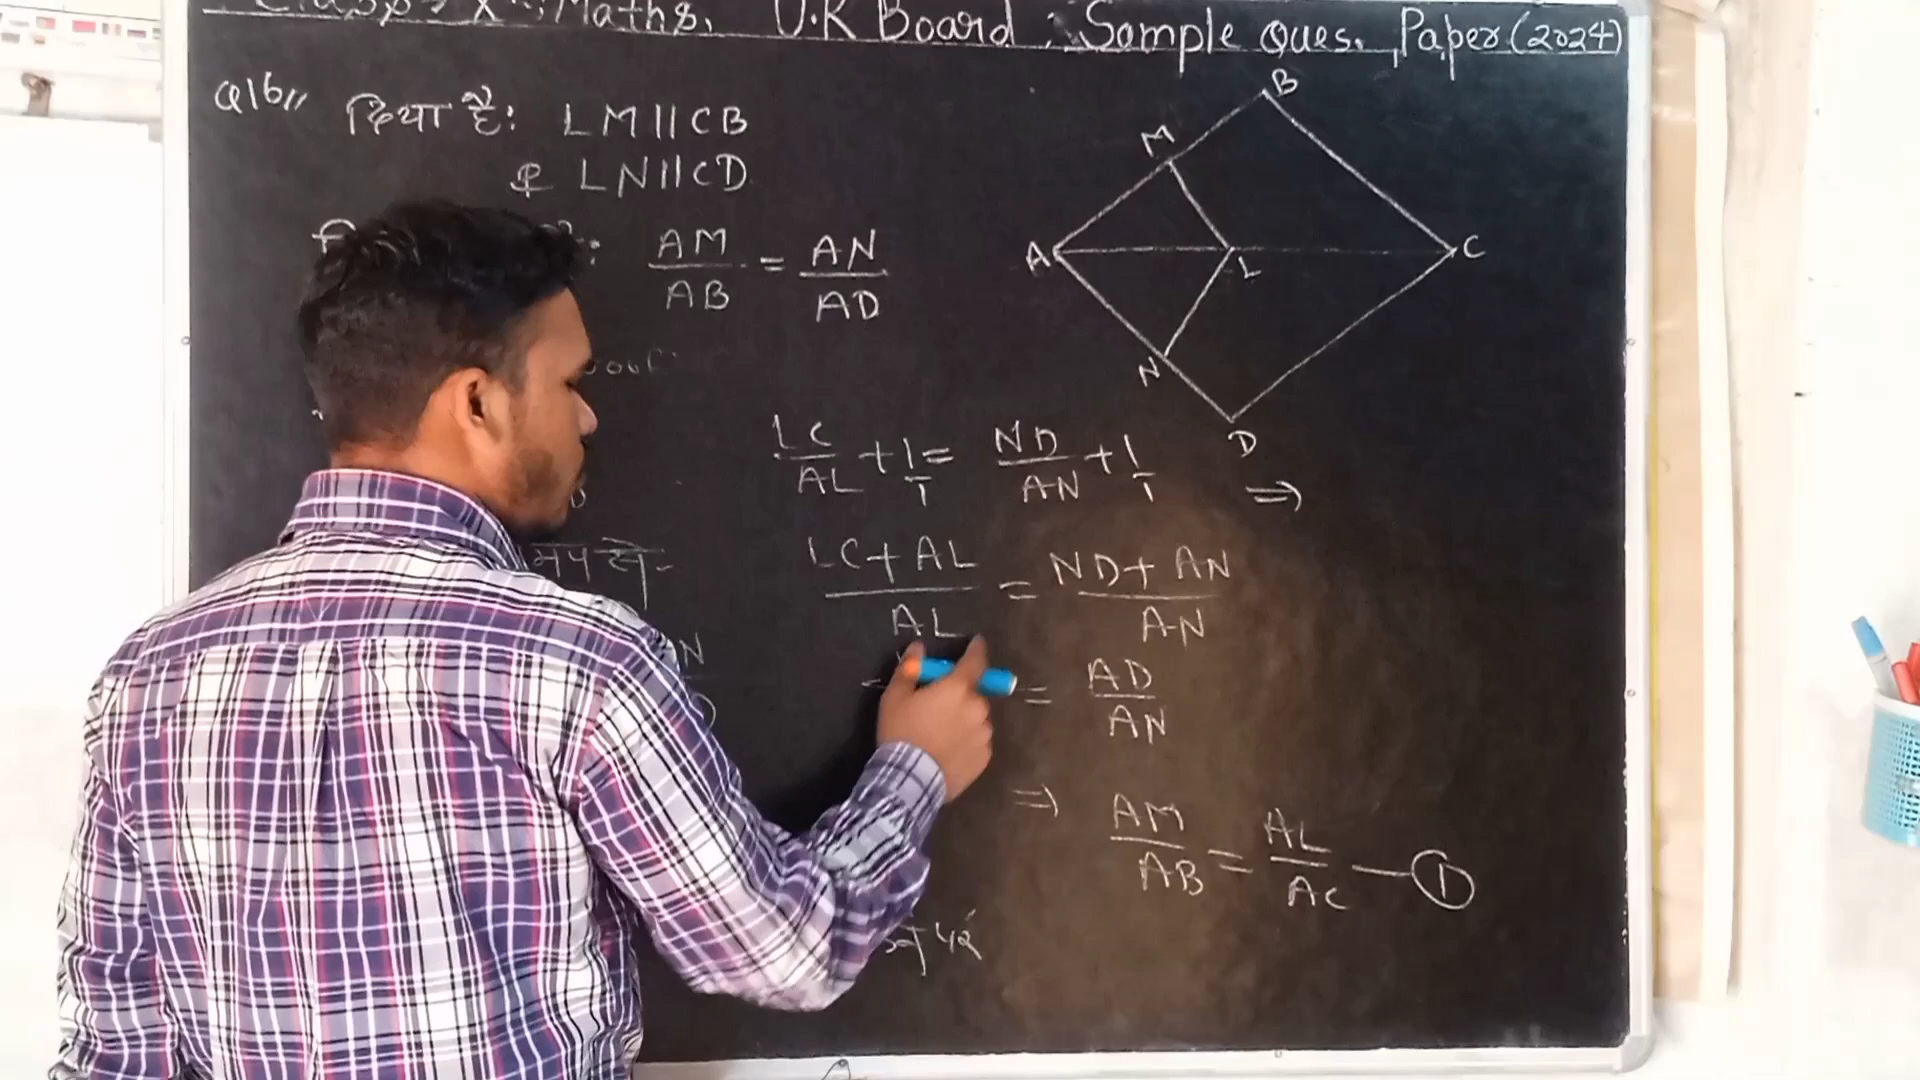 Class- Xth, Maths. U.K Board : Sample Ques. Paper (2024)
Q16
दिया है: LM||CB
& LN||CD
AM/AB = AN/AD
LC/AL + 1/1 = ND/AN + 1/1 ⇒
LC+AL/AL = ND+AN/AN
= AD/AN
⇒ AM/AB = AL/AC — ①
A
B
C
D
L
M
N